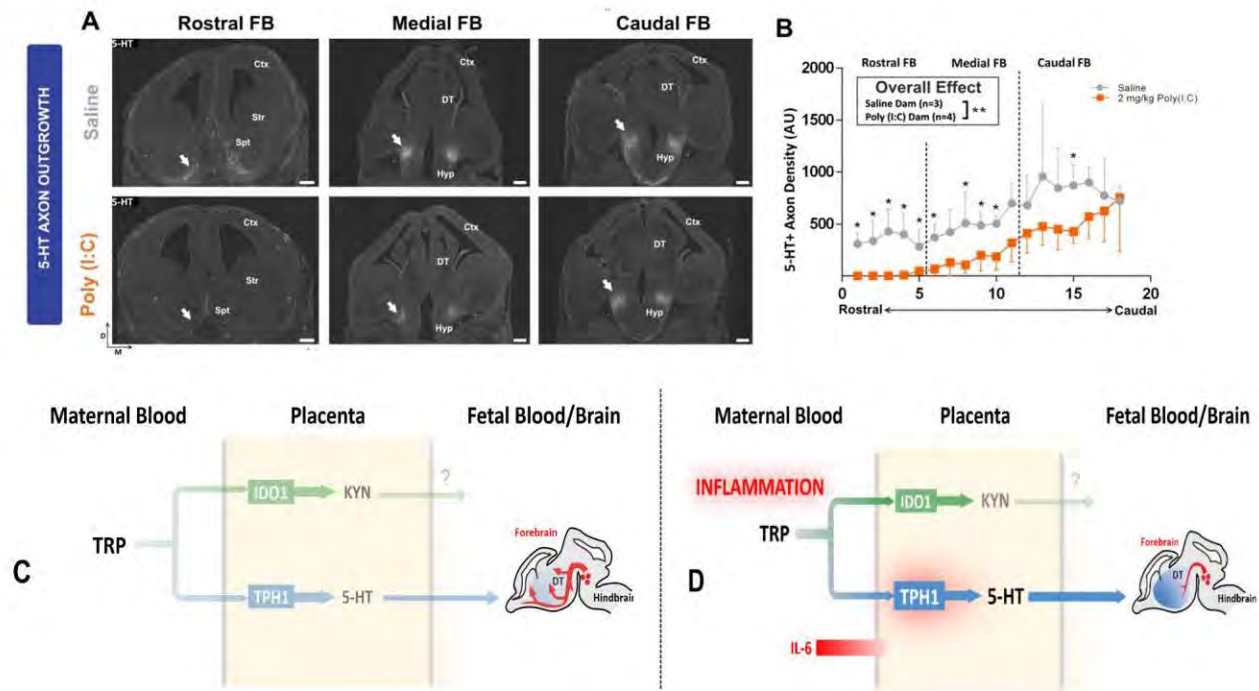 A
Rostral FB
Medial FB
Caudal FB
5-HT AXON OUTGROWTH
Saline
5-HT
Ctx
Str
Spt
Ctx
DT
Hyp
Ctx
DT
Hyp
Poly (I:C)
Ctx
Str
Spt
Ctx
DT
Hyp
Ctx
DT
Hyp
D
M
B
Rostral FB
Medial FB
Caudal FB
Overall Effect
Saline Dam (n=3)
Poly (I:C) Dam (n=4)
**
Saline
2 mg/kg Poly(I:C)
5-HT+ Axon Density (AU)
2000
1500
1000
500
* * * * * * * * * *
0 5 10 15 20
Rostral
Caudal
C
Maternal Blood
Placenta
Fetal Blood/Brain
TRP
IDO1
KYN
?
TPH1
5-HT
Forebrain
DT
Hindbrain
D
Maternal Blood
Placenta
Fetal Blood/Brain
INFLAMMATION
TRP
IDO1
KYN
?
TPH1
5-HT
IL-6
Forebrain
DT
Hindbrain